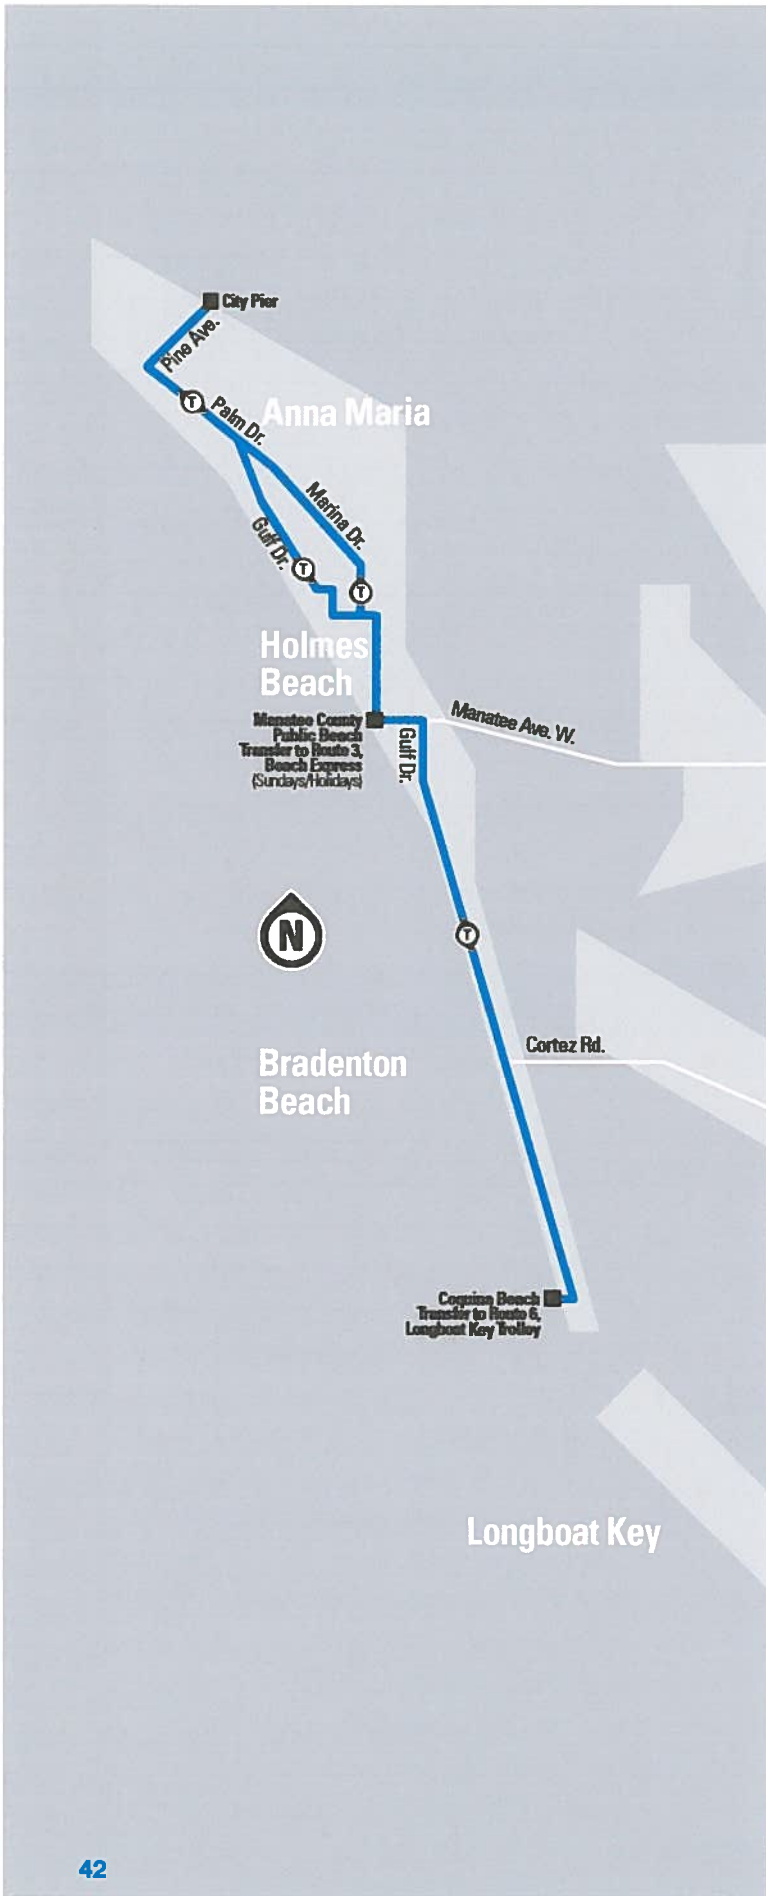 City Pier
Pine Ave.
T
Palm Dr.
Anna Maria
Marina Dr.
Gulf Dr.
T
T
Holmes
Beach
Manatee County
Public Beach
Transfer to Route 3,
Beach Express
(Sundays/Holidays)
Manatee Ave. W.
Gulf Dr.
N
T
Cortez Rd.
Bradenton
Beach
Coquina Beach
Transfer to Route 6,
Longboat Key Trolley
Longboat Key
42